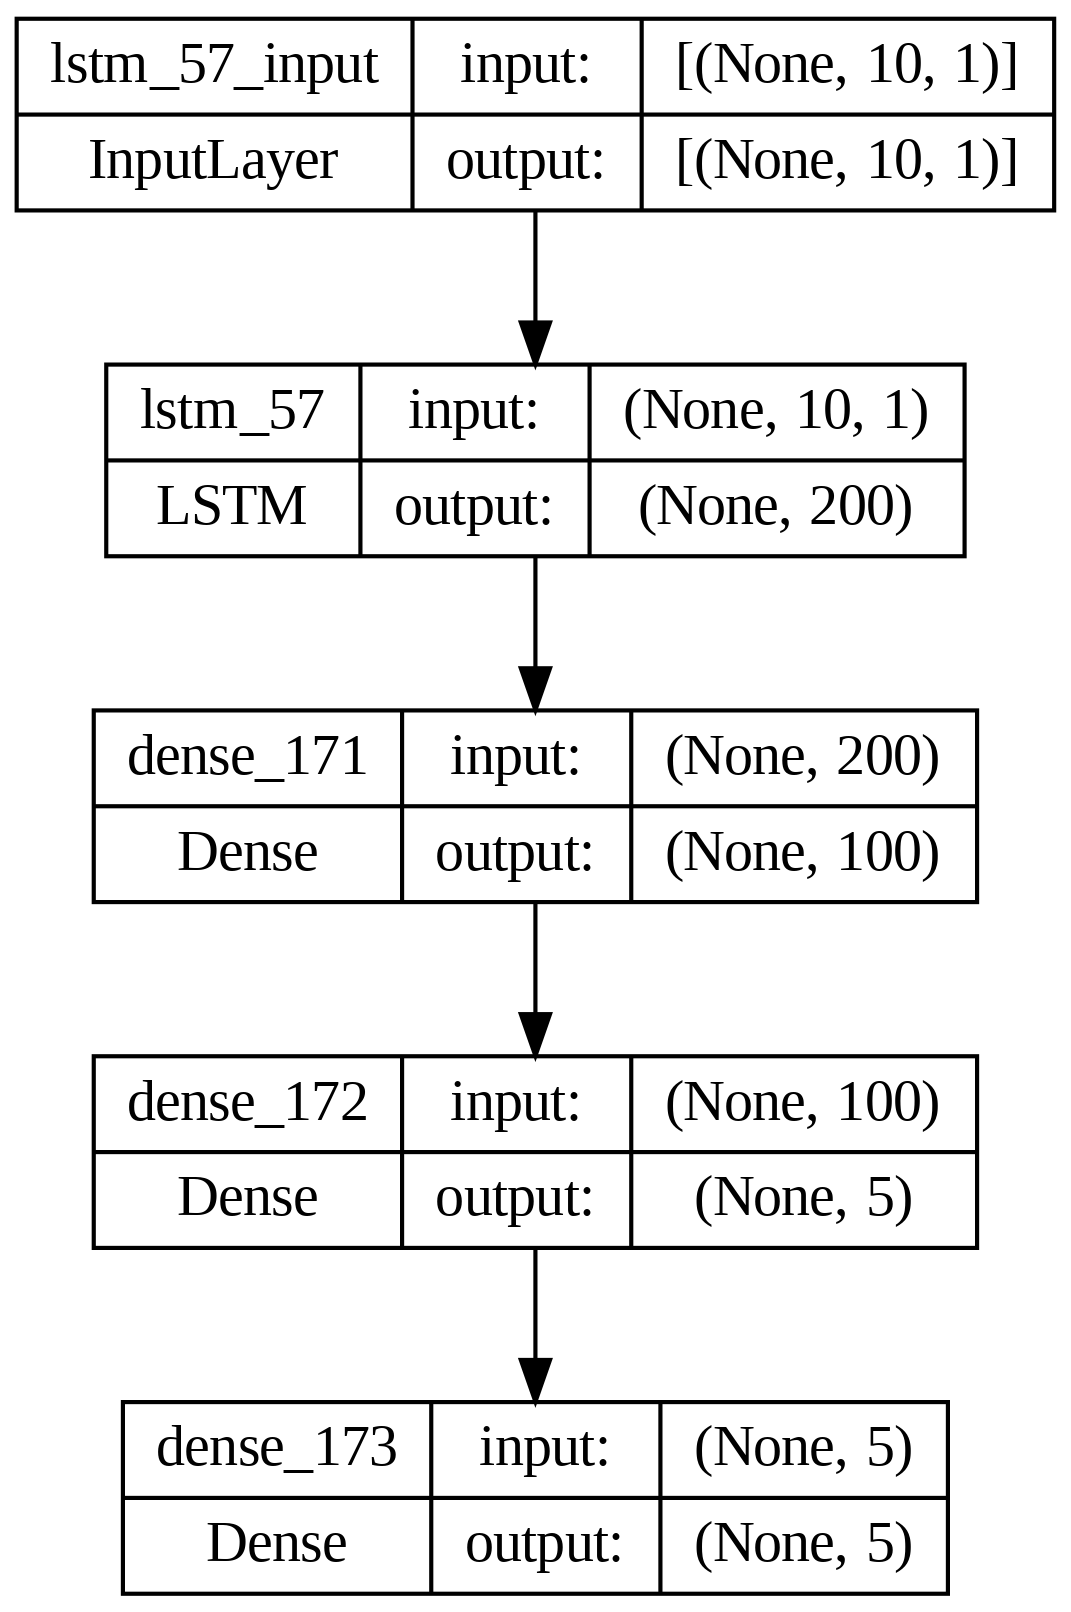 lstm_57_input input: [(None, 10, 1)]
InputLayer output: [(None, 10, 1)]
lstm_57 input: (None, 10, 1)
LSTM output: (None, 200)
dense_171 input: (None, 200)
Dense output: (None, 100)
dense_172 input: (None, 100)
Dense output: (None, 5)
dense_173 input: (None, 5)
Dense output: (None, 5)